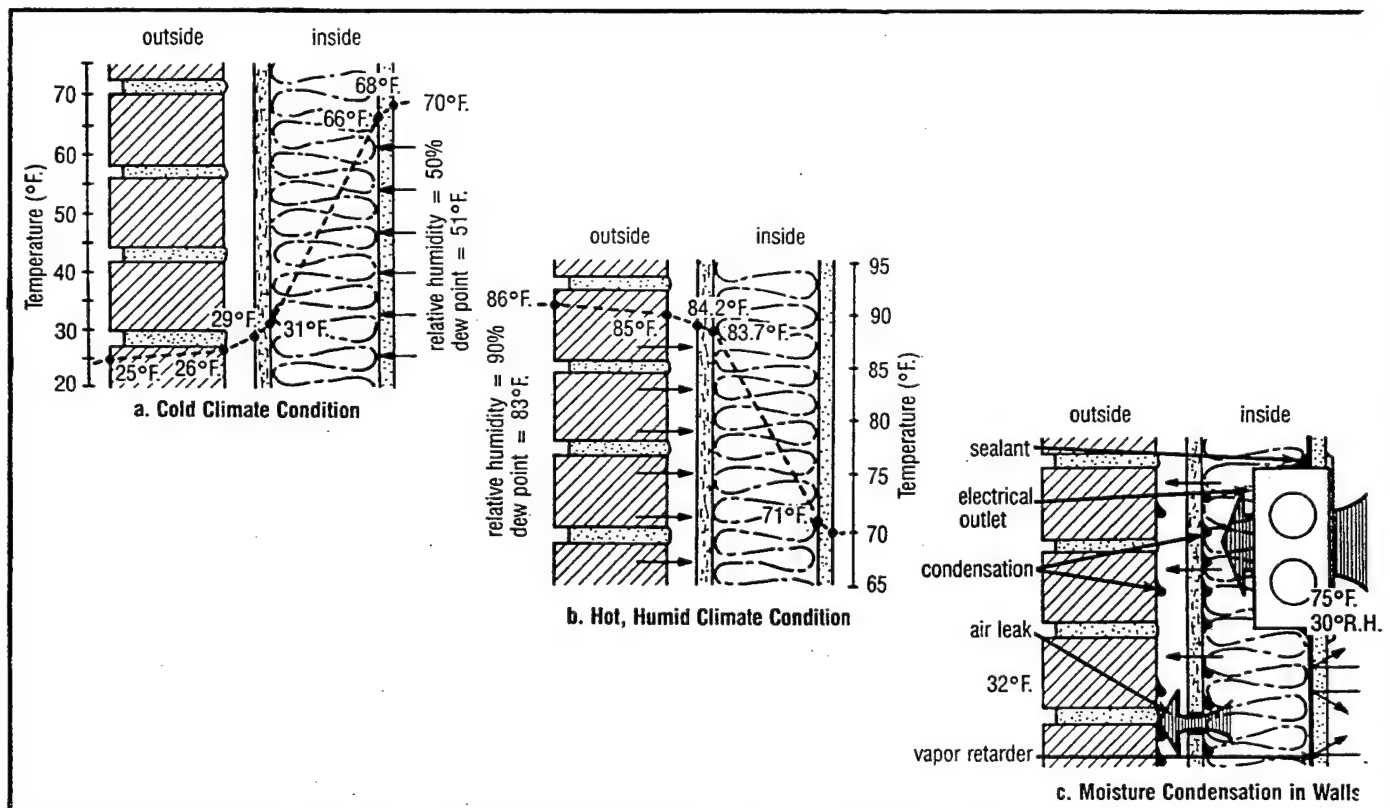 outside
inside
70
60
50
40
30
20
Temperature (°F.)
68°F.
70°F.
66°F.
29°F.
31°F.
25°F.
26°F.
relative humidity = 50%
dew point = 51°F.
a. Cold Climate Condition
outside
inside
86°F.
84.2°F.
85°F.
83.7°F.
71°F.
95
90
85
80
75
70
65
Temperature (°F.)
relative humidity = 90%
dew point = 83°F.
b. Hot, Humid Climate Condition
outside
inside
sealant
electrical
outlet
condensation
air leak
32°F.
75°F.
30°R.H.
vapor retarder
c. Moisture Condensation in Walls